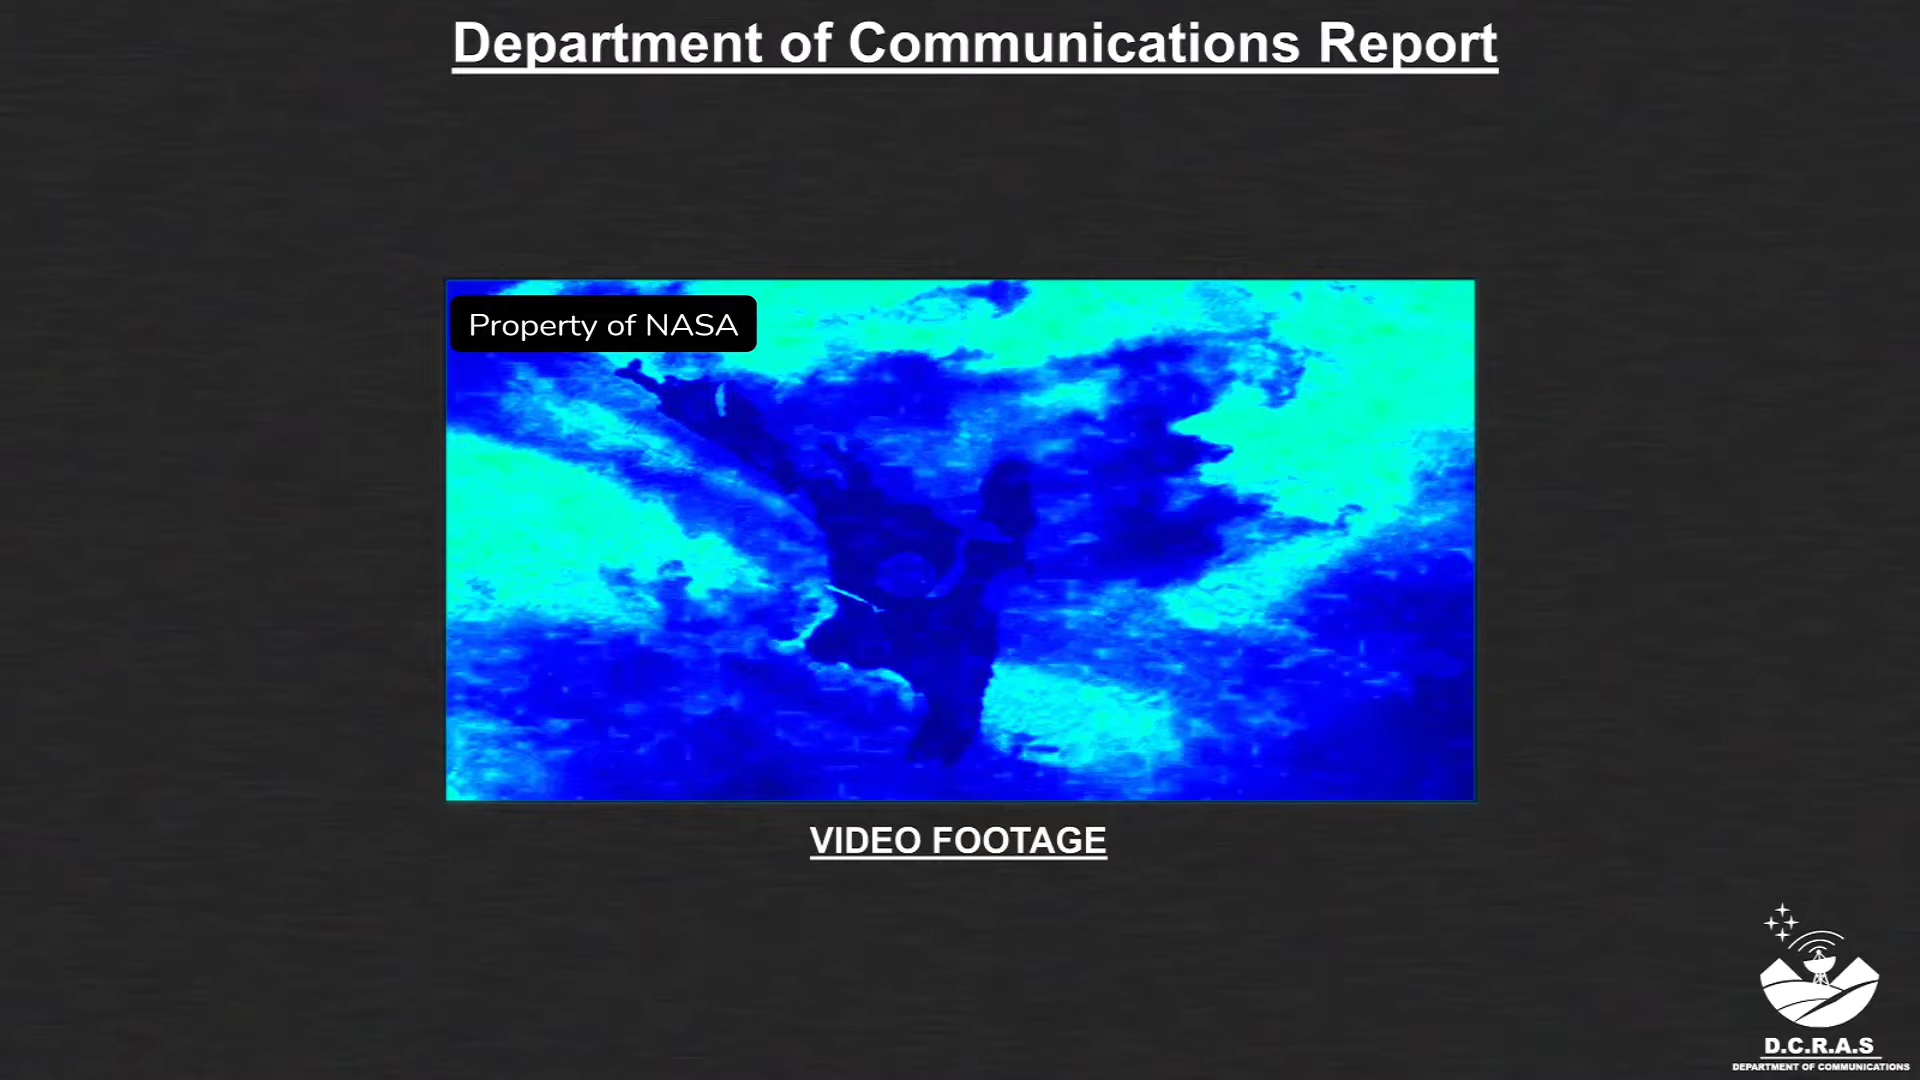 Department of Communications Report
Property of NASA
VIDEO FOOTAGE
D.C.R.A.S
DEPARTMENT OF COMMUNICATIONS